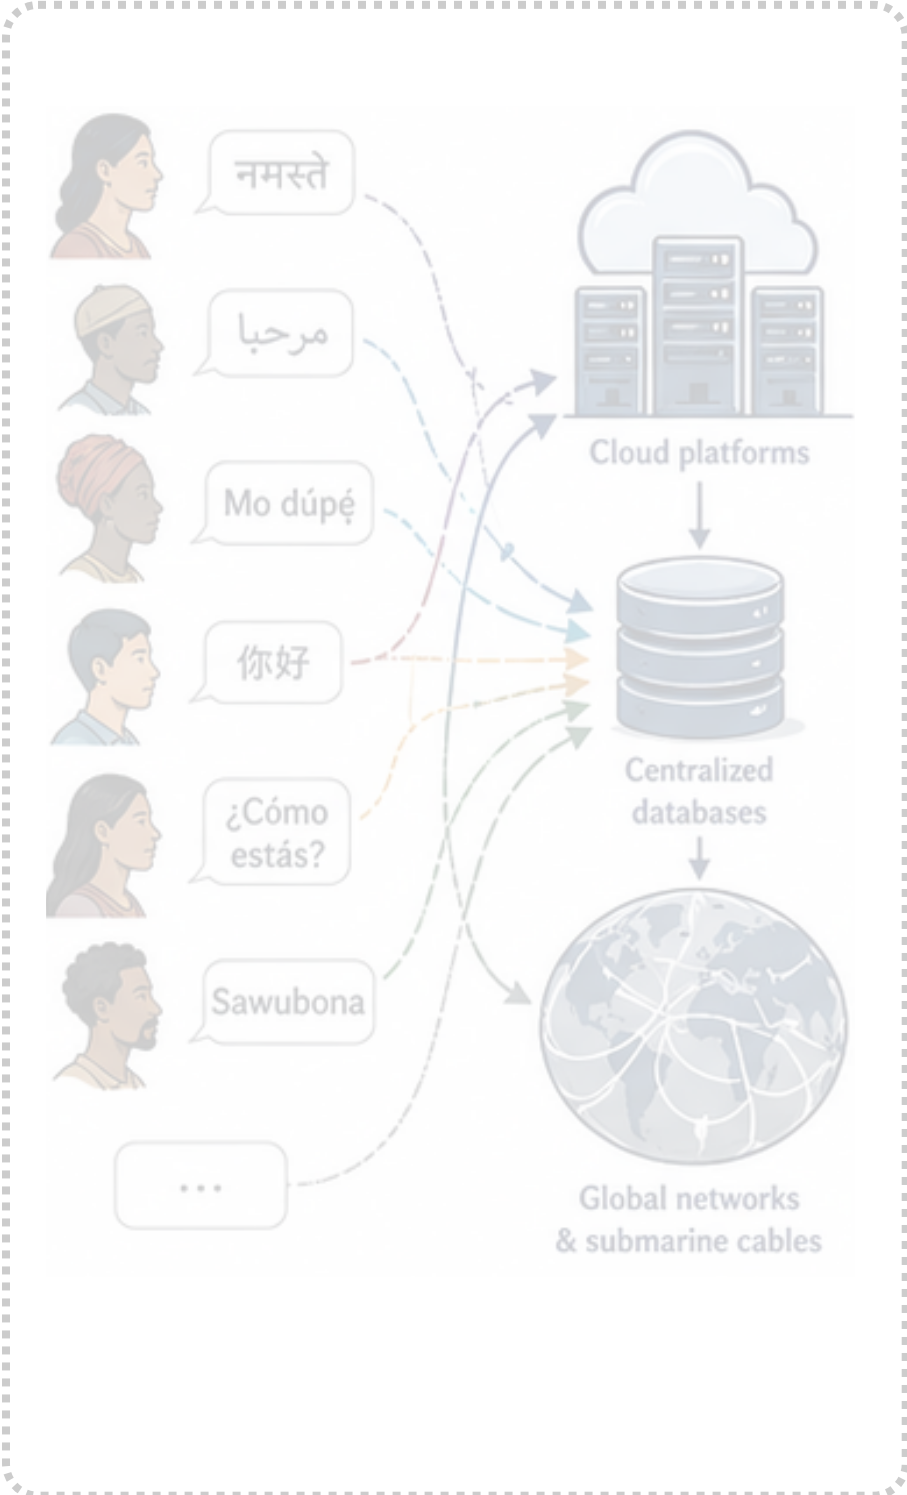 नमस्ते
مرحبا
Mo dúpẹ́
你好
¿Cómo
estás?
Sawubona
...
Cloud platforms
Centralized
databases
Global networks
& submarine cables